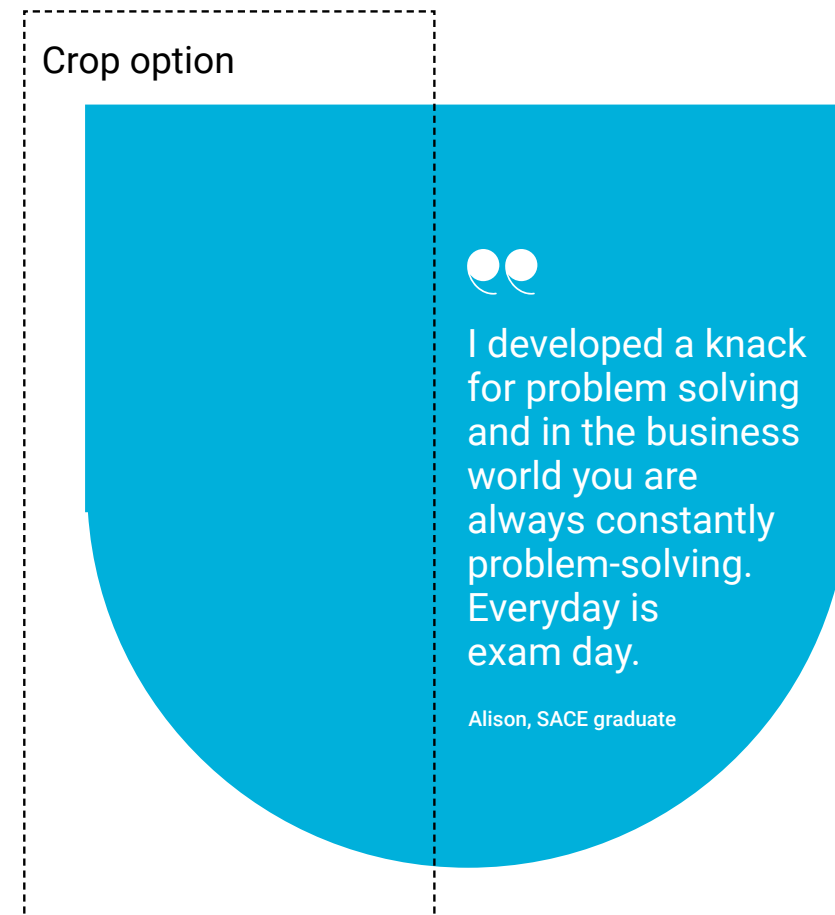 Crop option
I developed a knack
for problem solving
and in the business
world you are
always constantly
problem-solving.
Everyday is
exam day.
Alison, SACE graduate